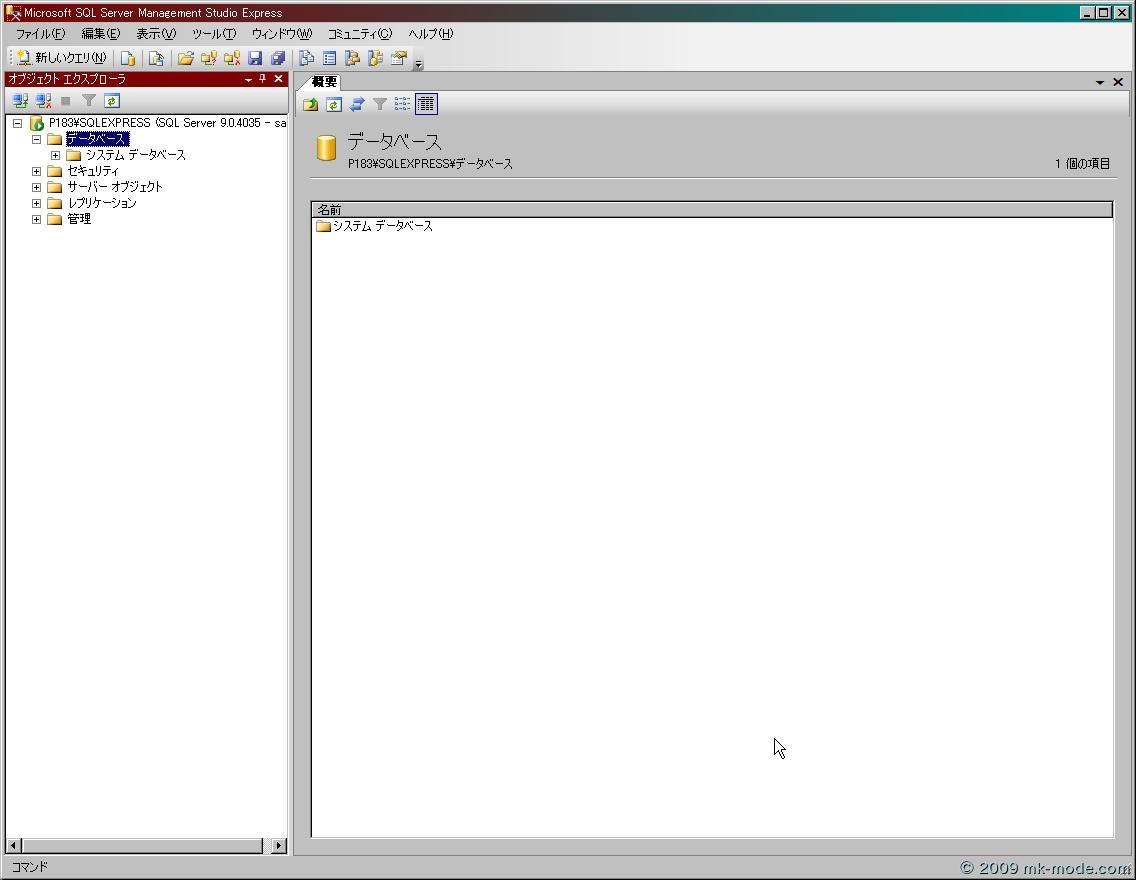 Microsoft SQL Server Management Studio Express
ファイル(F) 編集(E) 表示(V) ツール(T) ウィンドウ(W) コミュニティ(C) ヘルプ(H)
新しいクエリ(N)
オブジェクト エクスプローラ
P183¥SQLEXPRESS (SQL Server 9.0.4035 - sa
データベース
システム データベース
セキュリティ
サーバー オブジェクト
レプリケーション
管理
概要
データベース
P183¥SQLEXPRESS¥データベース
1 個の項目
名前
システム データベース
コマンド
© 2009 mk-mode.com